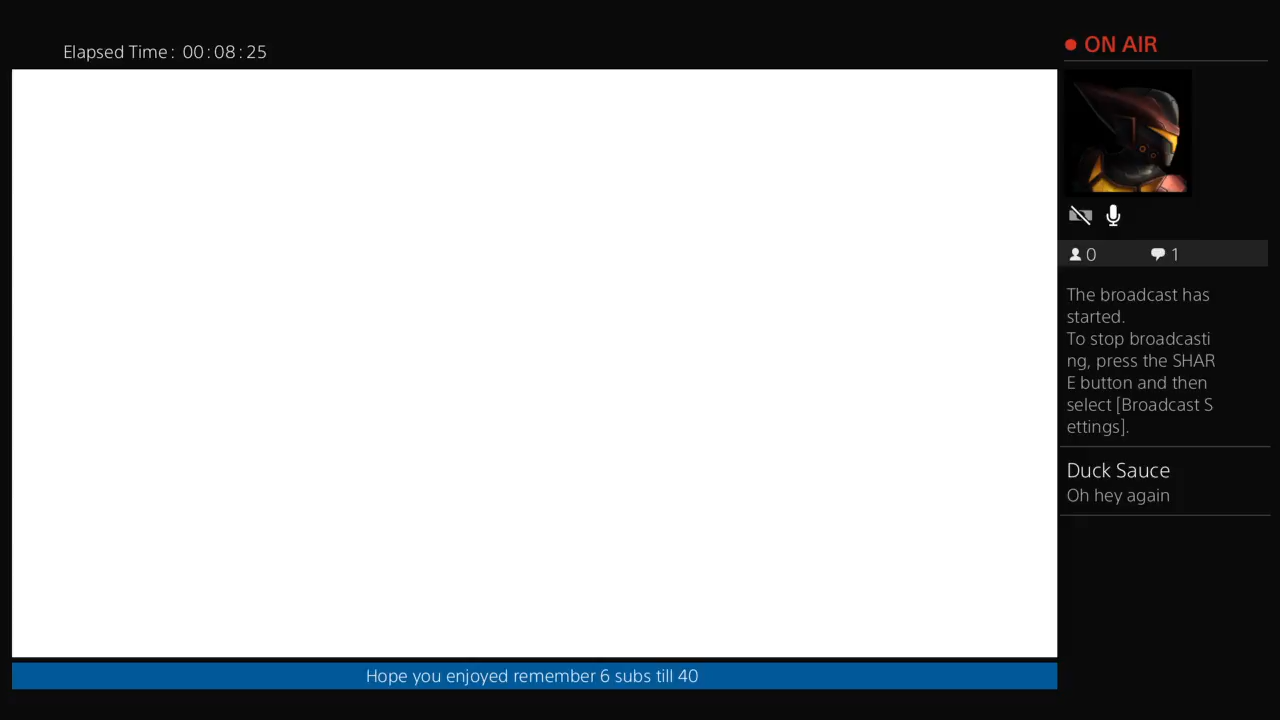 Elapsed Time: 00:08:25
ON AIR
0 1
The broadcast has
started.
To stop broadcasti
ng, press the SHAR
E button and then
select [Broadcast S
ettings].
Duck Sauce
Oh hey again
Hope you enjoyed remember 6 subs till 40